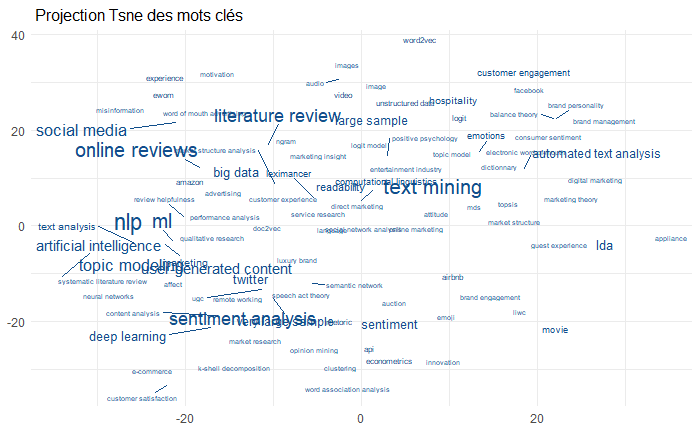 Projection Tsne des mots clés
40
word2vec
images
customer engagement
experience
motivation
audio
image
facebook
ewom
video
unstructured data
hospitality
brand personality
misinformation
word of mouth
literature review
large sample
logit
balance theory
brand management
social media
emotions
20
ngram
positive psychology
consumer sentiment
online reviews
structure analysis
marketing insight
logit model
topic model
electronic word
automated text analysis
entertainment industry
dictionnary
big data
leximancer
amazon
readability
computational linguistics
text mining
digital marketing
advertising
review helpfulness
customer experience
direct marketing
mds
topsis
marketing theory
nlp
ml
performance analysis
service research
attitude
market structure
text analysis
0
doc2vec
landscape
social network analysis
online marketing
qualitative research
artificial intelligence
guest experience
lda
appliance
topic modeling
marketing
user generated content
luxury brand
systematic literature review
affect
twitter
semantic network
airbnb
neural networks
ugc
remote working
speech act theory
auction
brand engagement
content analysis
sentiment analysis
very large sample
rhetoric
sentiment
emoji
liwc
-20
deep learning
movie
market research
opinion mining
api
econometrics
innovation
e-commerce
k-shell decomposition
clustering
customer satisfaction
word association analysis
-20
0
20